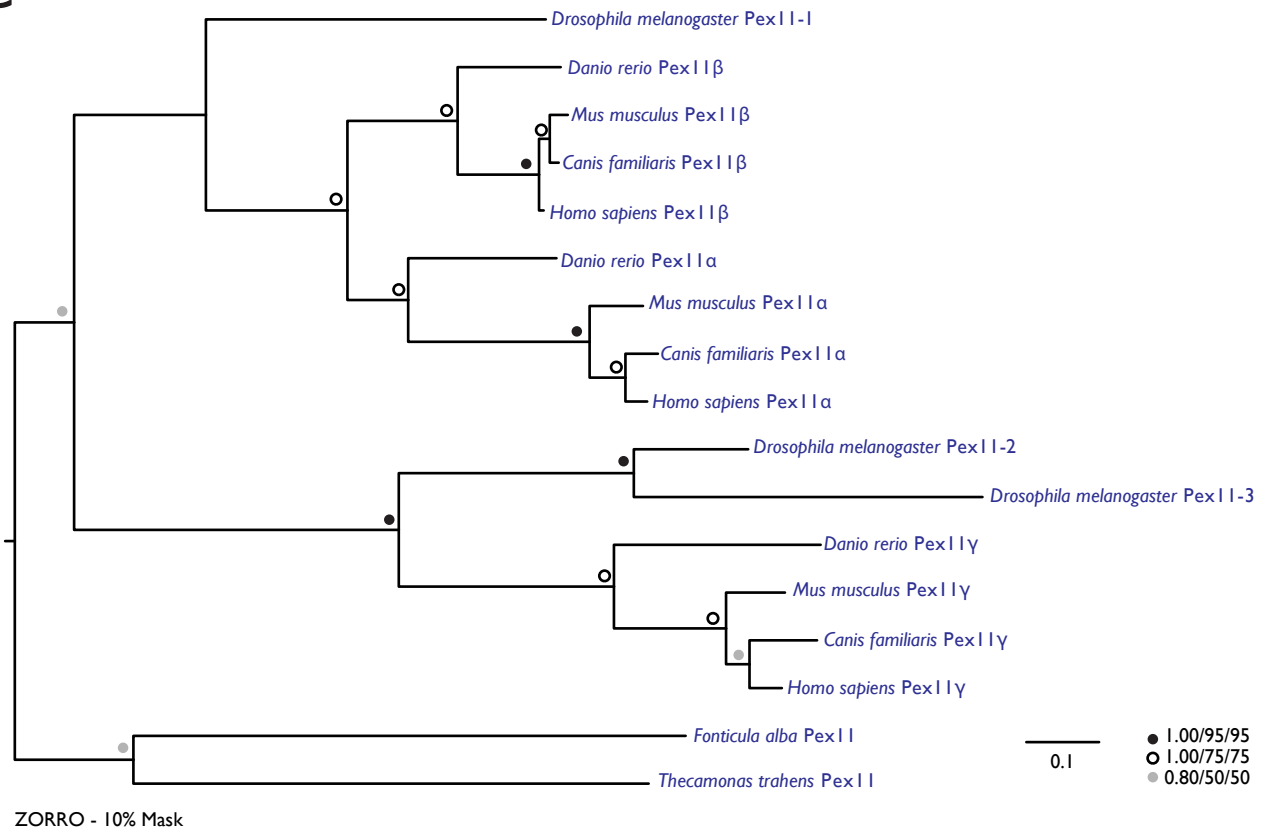 Drosophila melanogaster Pex11-1
Danio rerio Pex11β
Mus musculus Pex11β
Canis familiaris Pex11β
Homo sapiens Pex11β
Danio rerio Pex11α
Mus musculus Pex11α
Canis familiaris Pex11α
Homo sapiens Pex11α
Drosophila melanogaster Pex11-2
Drosophila melanogaster Pex11-3
Danio rerio Pex11γ
Mus musculus Pex11γ
Canis familiaris Pex11γ
Homo sapiens Pex11γ
Fonticula alba Pex11
Thecamonas trahens Pex11
0.1
1.00/95/95
1.00/75/75
0.80/50/50
ZORRO - 10% Mask